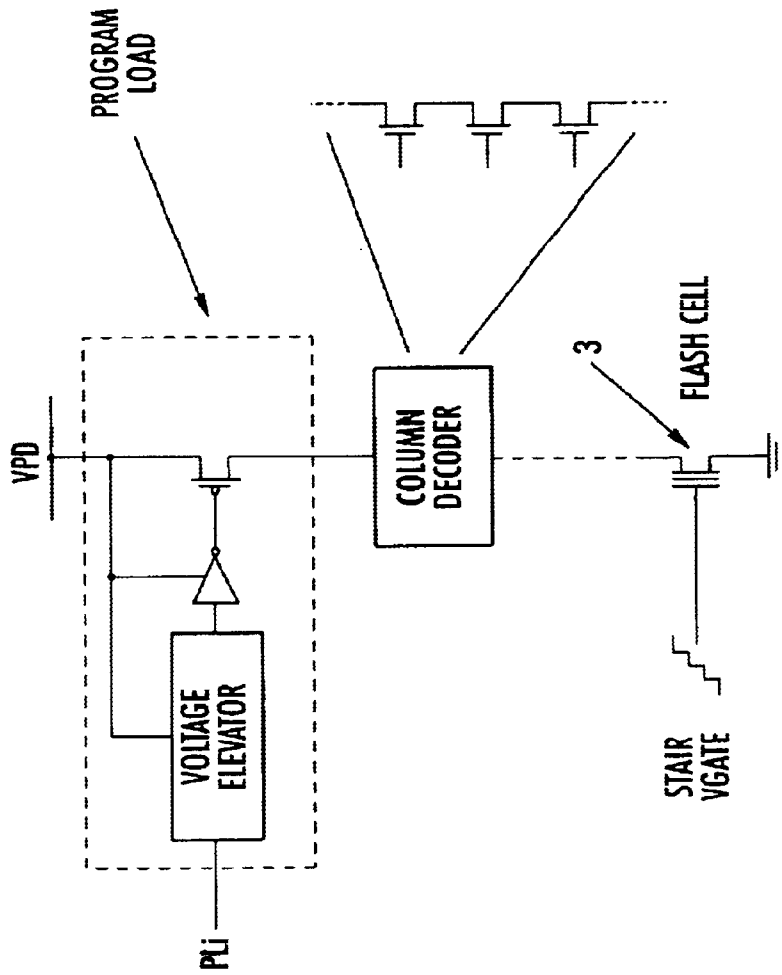 PROGRAM
LOAD
VPD
VOLTAGE
ELEVATOR
PLi
COLUMN
DECODER
3
FLASH CELL
STAIR
VGATE